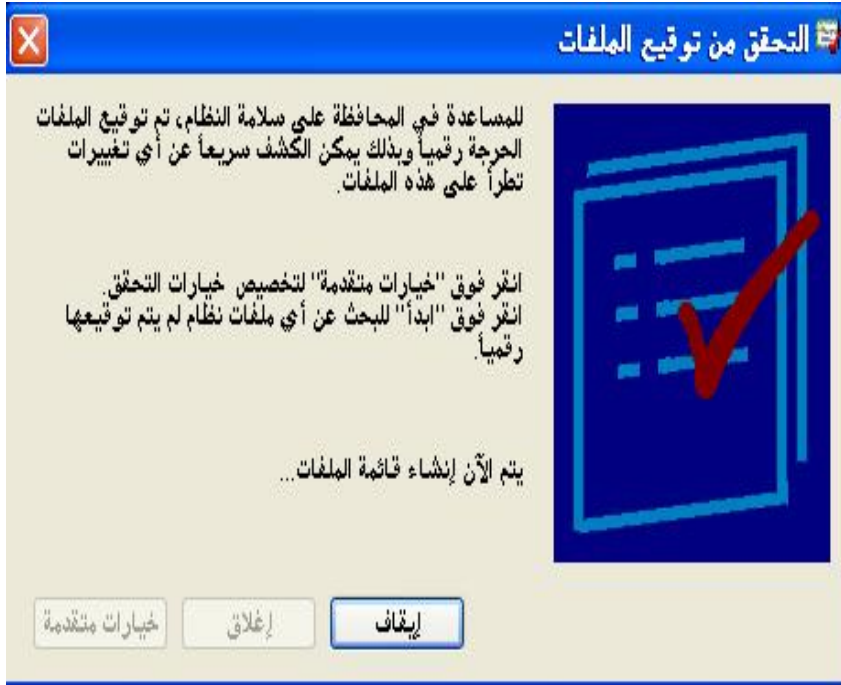 التحقق من توقيع الملفات
للمساعدة في المحافظة على سلامة النظام، تم توقيع الملفات
الحرجة رقمياً وبذلك يمكن الكشف سريعاً عن أي تغييرات
تطرأ على هذه الملفات.
انقر فوق "خيارات متقدمة" لتخصيص خيارات التحقق.
انقر فوق "ابدأ" للبحث عن أي ملفات نظام لم يتم توقيعها
رقمياً.
يتم الآن إنشاء قائمة الملفات...
إيقاف
إغلاق
خيارات متقدمة